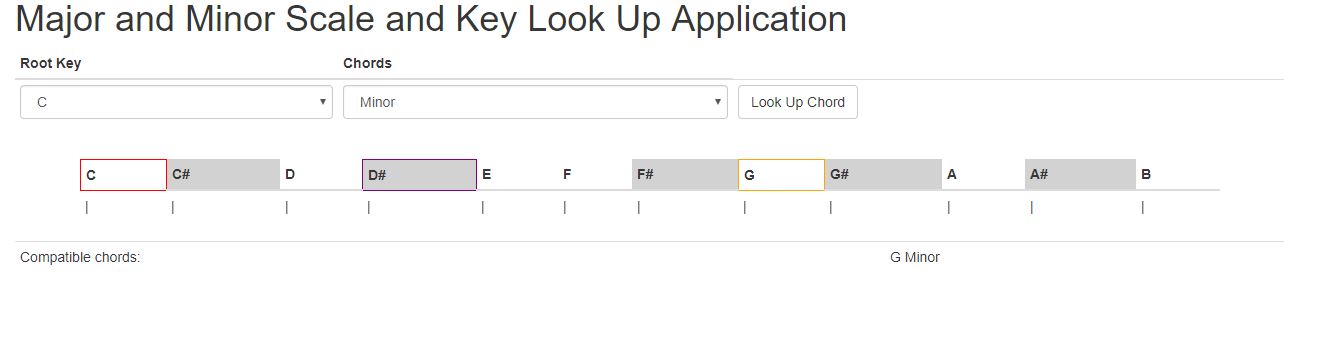 Major and Minor Scale and Key Look Up Application
Root Key Chords
C Minor Look Up Chord
C C# D D# E F F# G G# A A# B
| | | | | | | | | | | |
Compatible chords: G Minor